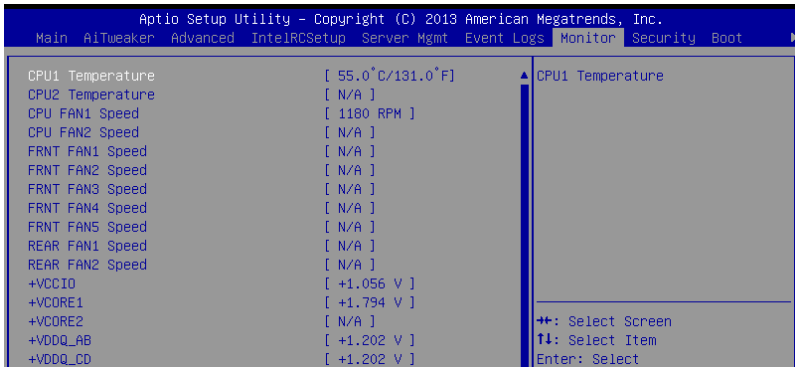 Aptio Setup Utility – Copyright (C) 2013 American Megatrends, Inc.
Main AiTweaker Advanced IntelRCSetup Server Mgmt Event Logs Monitor Security Boot
CPU1 Temperature [ 55.0°C/131.0°F] CPU1 Temperature
CPU2 Temperature [ N/A ]
CPU FAN1 Speed [ 1180 RPM ]
CPU FAN2 Speed [ N/A ]
FRNT FAN1 Speed [ N/A ]
FRNT FAN2 Speed [ N/A ]
FRNT FAN3 Speed [ N/A ]
FRNT FAN4 Speed [ N/A ]
FRNT FAN5 Speed [ N/A ]
REAR FAN1 Speed [ N/A ]
REAR FAN2 Speed [ N/A ]
+VCCIO [ +1.056 V ]
+VCORE1 [ +1.794 V ]
+VCORE2 [ N/A ] →←: Select Screen
+VDDQ_AB [ +1.202 V ] ↑↓: Select Item
+VDDQ_CD [ +1.202 V ] Enter: Select